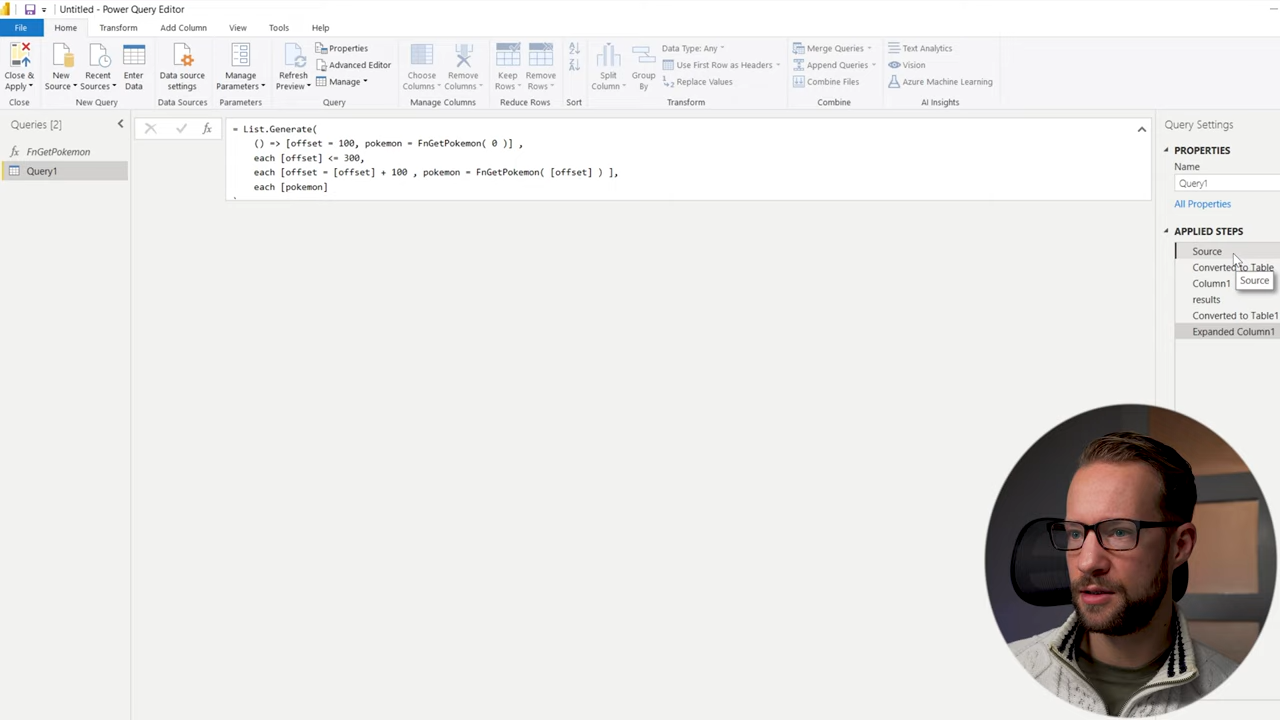 Untitled - Power Query Editor
File Home Transform Add Column View Tools Help
Close & Apply
New Source
Recent Sources
Enter Data
Data source settings
Manage Parameters
Refresh Preview
Properties
Advanced Editor
Manage
Choose Columns
Remove Columns
Keep Rows
Remove Rows
Split Column
Group By
Data Type: Any
Use First Row as Headers
Replace Values
Merge Queries
Append Queries
Combine Files
Text Analytics
Vision
Azure Machine Learning
Close New Query Data Sources Parameters Query Manage Columns Reduce Rows Sort Transform Combine AI Insights
Queries [2]
fx FnGetPokemon
Query1
fx
= List.Generate(
() => [offset = 100, pokemon = FnGetPokemon( 0 )] ,
each [offset] <= 300,
each [offset = [offset] + 100 , pokemon = FnGetPokemon( [offset] ) ],
each [pokemon]
Query Settings
PROPERTIES
Name
Query1
All Properties
APPLIED STEPS
Source
Converted to Table
Source
Column1
results
Converted to Table1
Expanded Column1